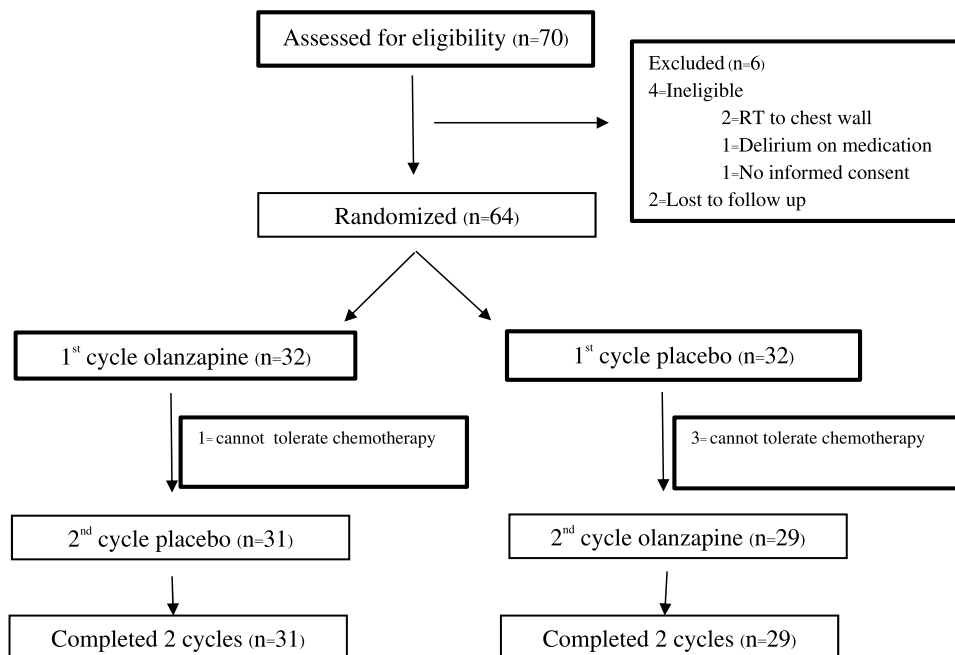 Assessed for eligibility (n=70)
Excluded (n=6)
4=Ineligible
2=RT to chest wall
1=Delirium on medication
1=No informed consent
2=Lost to follow up
Randomized (n=64)
1st cycle olanzapine (n=32)
1st cycle placebo (n=32)
1= cannot tolerate chemotherapy
3= cannot tolerate chemotherapy
2nd cycle placebo (n=31)
2nd cycle olanzapine (n=29)
Completed 2 cycles (n=31)
Completed 2 cycles (n=29)